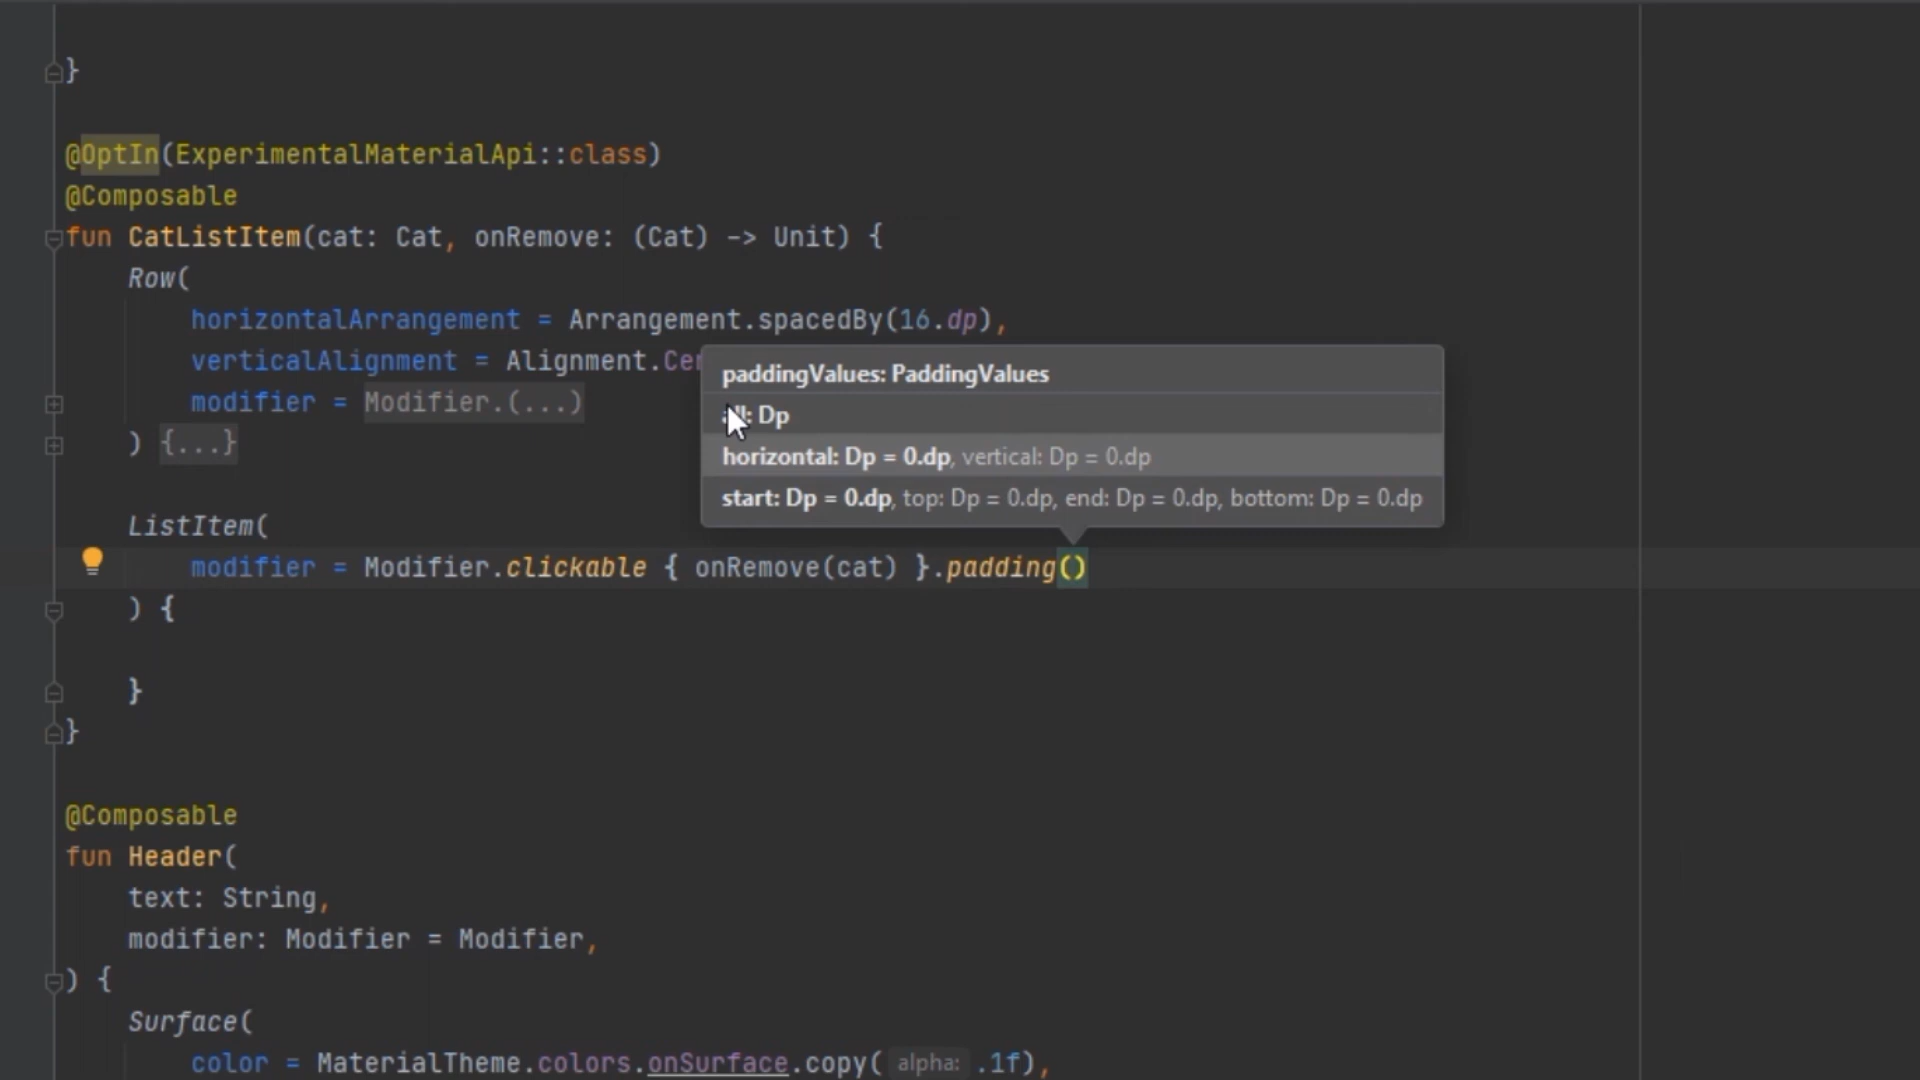 }
@OptIn(ExperimentalMaterialApi::class)
@Composable
fun CatListItem(cat: Cat, onRemove: (Cat) -> Unit) {
Row(
horizontalArrangement = Arrangement.spacedBy(16.dp),
verticalAlignment = Alignment.Cen
paddingValues: PaddingValues
modifier = Modifier.(...)
all: Dp
) {...}
horizontal: Dp = 0.dp, vertical: Dp = 0.dp
start: Dp = 0.dp, top: Dp = 0.dp, end: Dp = 0.dp, bottom: Dp = 0.dp
ListItem(
modifier = Modifier.clickable { onRemove(cat) }.padding()
) {
}
}
@Composable
fun Header(
text: String,
modifier: Modifier = Modifier,
) {
Surface(
color = MaterialTheme.colors.onSurface.copy( alpha: .1f),